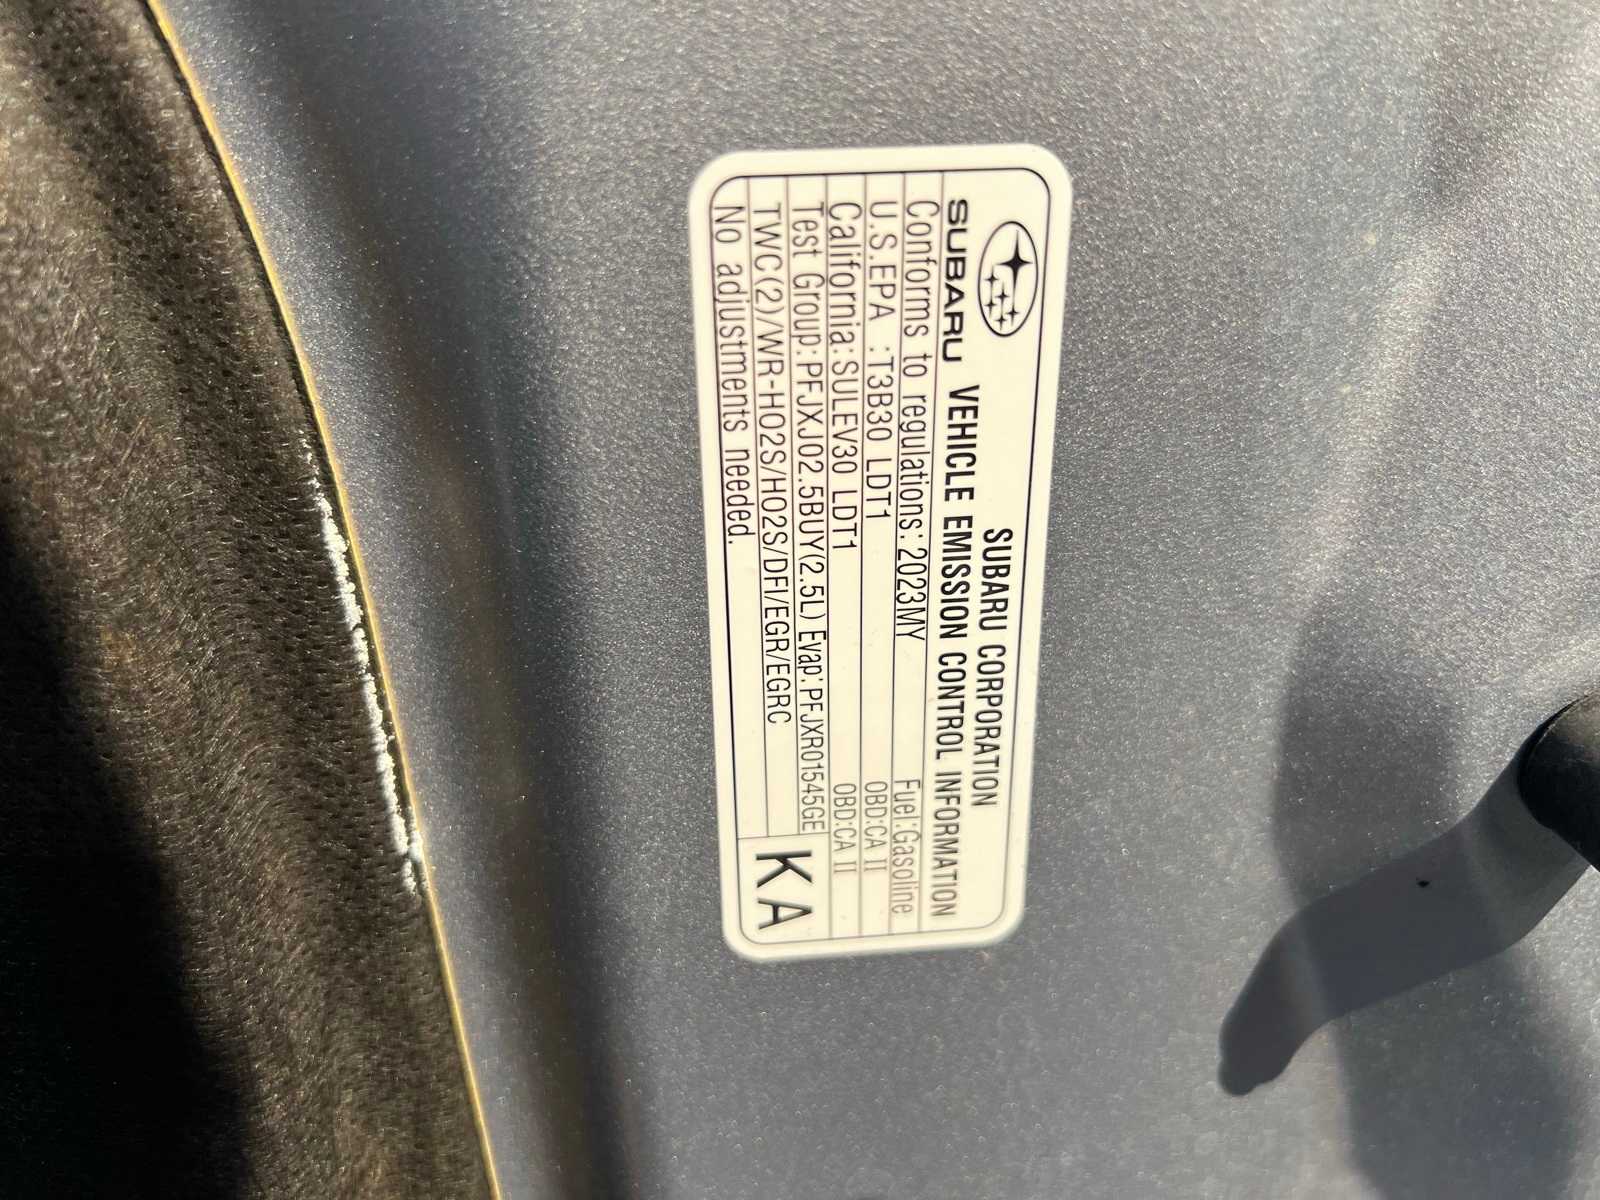 SUBARU CORPORATION
SUBARU VEHICLE EMISSION CONTROL INFORMATION
Conforms to regulations: 2023MY Fuel:Gasoline
U.S.EPA :T3B30 LDT1 OBD:CA II
California:SULEV30 LDT1 OBD:CA II
Test Group:PFJXJ02.5BUY(2.5L) Evap:PFJXR01545GE
TWC(2)/WR-HO2S/HO2S/DFI/EGR/EGRC
No adjustments needed.
KA